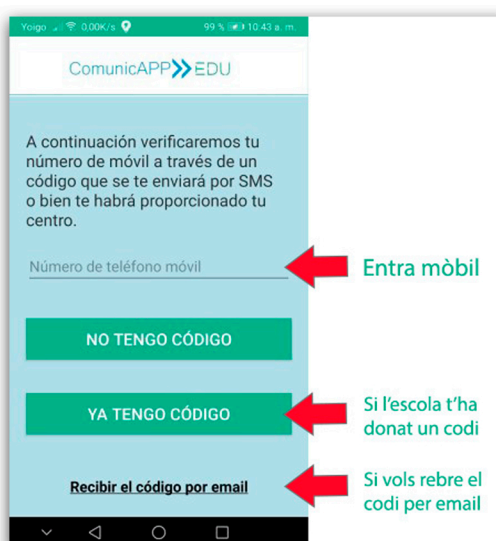 Yoigo 0,00K/s 99 % 10:43 a. m.
ComunicAPP EDU
A continuación verificaremos tu
número de móvil a través de un
código que se te enviará por SMS
o bien te habrá proporcionado tu
centro.
Número de teléfono móvil
Entra mòbil
NO TENGO CÓDIGO
YA TENGO CÓDIGO
Si l'escola t'ha
donat un codi
Recibir el código por email
Si vols rebre el
codi per email